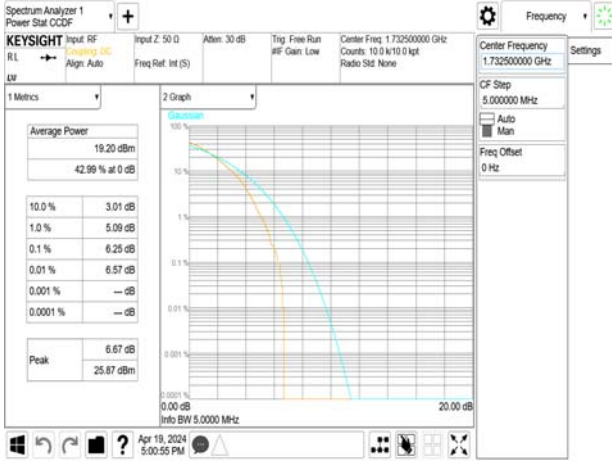 Spectrum Analyzer 1
Power Stat CCDF
Frequency
KEYSIGHT
RL
Input: RF
Coupling: DC
Align: Auto
Input Z: 50 Ω
Freq Ref: Int (S)
Atten: 30 dB
Trig: Free Run
#IF Gain: Low
Center Freq: 1.732500000 GHz
Counts: 10.0 k/10.0 kpt
Radio Std: None
Center Frequency
1.732500000 GHz
Settings
CF Step
5.000000 MHz
Auto
Man
Freq Offset
0 Hz
1 Metrics
Average Power
19.20 dBm
42.99 % at 0 dB
10.0 % 3.01 dB
1.0 % 5.09 dB
0.1 % 6.25 dB
0.01 % 6.57 dB
0.001 % --- dB
0.0001 % --- dB
Peak
6.67 dB
25.87 dBm
2 Graph
Gaussian
100 %
10 %
1 %
0.1 %
0.01 %
0.001 %
0.0001 %
0.00 dB
20.00 dB
Info BW 5.0000 MHz
Apr 19, 2024
5:00:55 PM